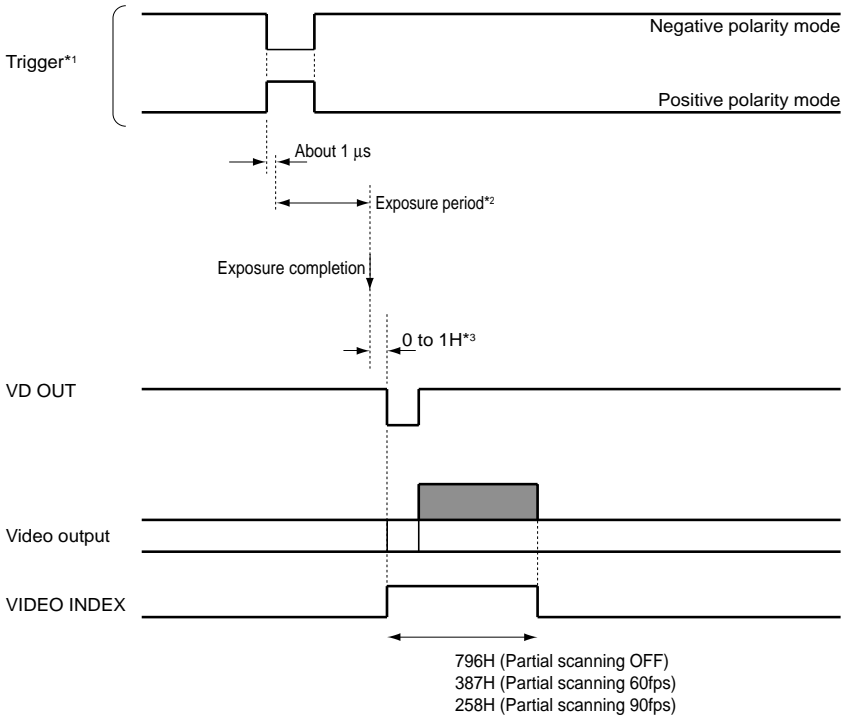 Negative polarity mode
Trigger*1
Positive polarity mode
About 1 μs
Exposure period*2
Exposure completion
0 to 1H*3
VD OUT
Video output
VIDEO INDEX
796H (Partial scanning OFF)
387H (Partial scanning 60fps)
258H (Partial scanning 90fps)